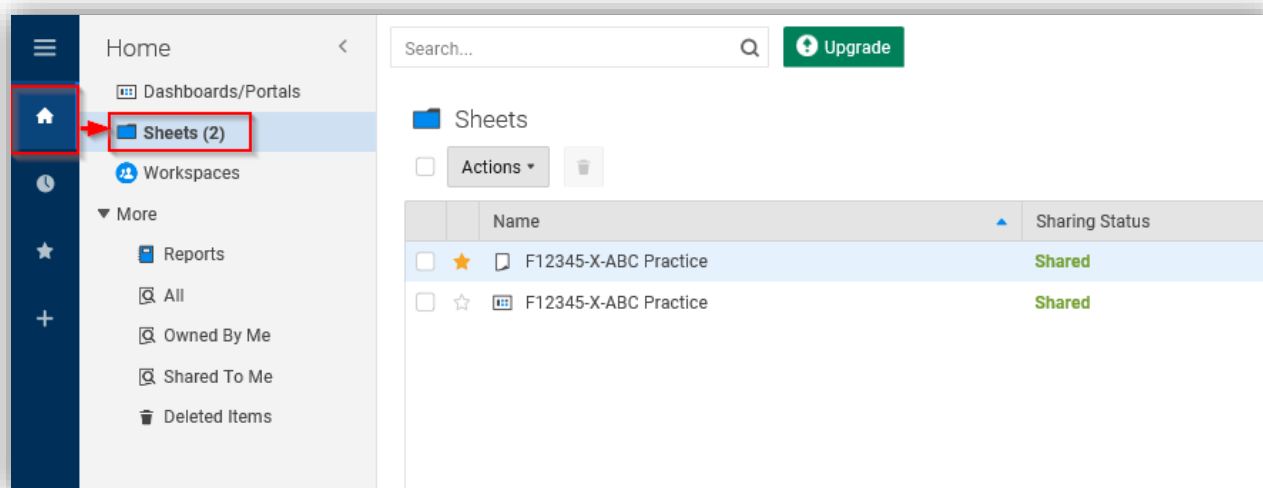 Home
Dashboards/Portals
Sheets (2)
Workspaces
More
Reports
All
Owned By Me
Shared To Me
Deleted Items
Search...
Upgrade
Sheets
Actions
Name
Sharing Status
F12345-X-ABC Practice
Shared
F12345-X-ABC Practice
Shared